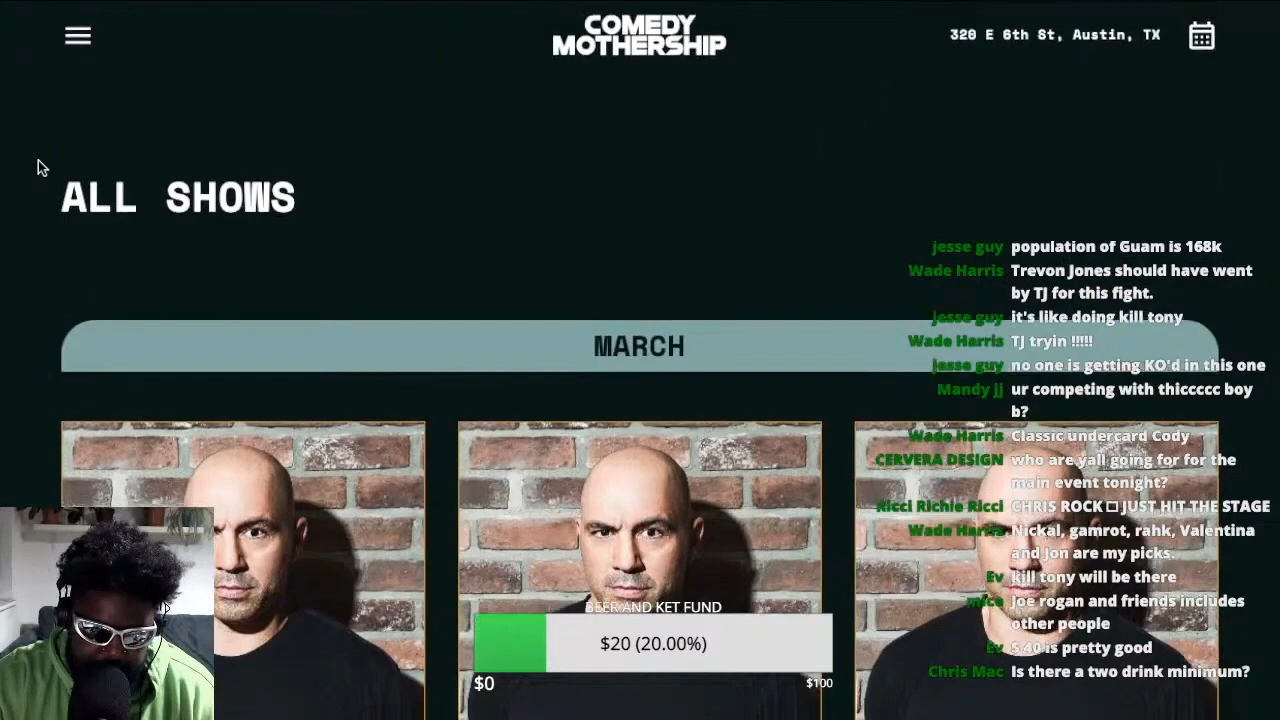 COMEDY
MOTHERSHIP
320 E 6th St, Austin, TX
ALL SHOWS
MARCH
jesse guy population of Guam is 168k
Wade Harris Trevon Jones should have went
by TJ for this fight.
jesse guy it's like doing kill tony
Wade Harris TJ tryin !!!!!
jesse guy no one is getting KO'd in this one
Mandy jj ur competing with thiccccc boy
b?
Wade Harris Classic undercard Cody
CERVERA DESIGN who are yall going for for the
main event tonight?
Ricci Richie Ricci CHRIS ROCK □ JUST HIT THE STAGE
Wade Harris Nickal, gamrot, rahk, Valentina
and Jon are my picks.
Ev kill tony will be there
joe rogan and friends includes
other people
Ev $ 40 is pretty good
Chris Mac Is there a two drink minimum?
BEER AND KET FUND
$20 (20.00%)
$0
$100